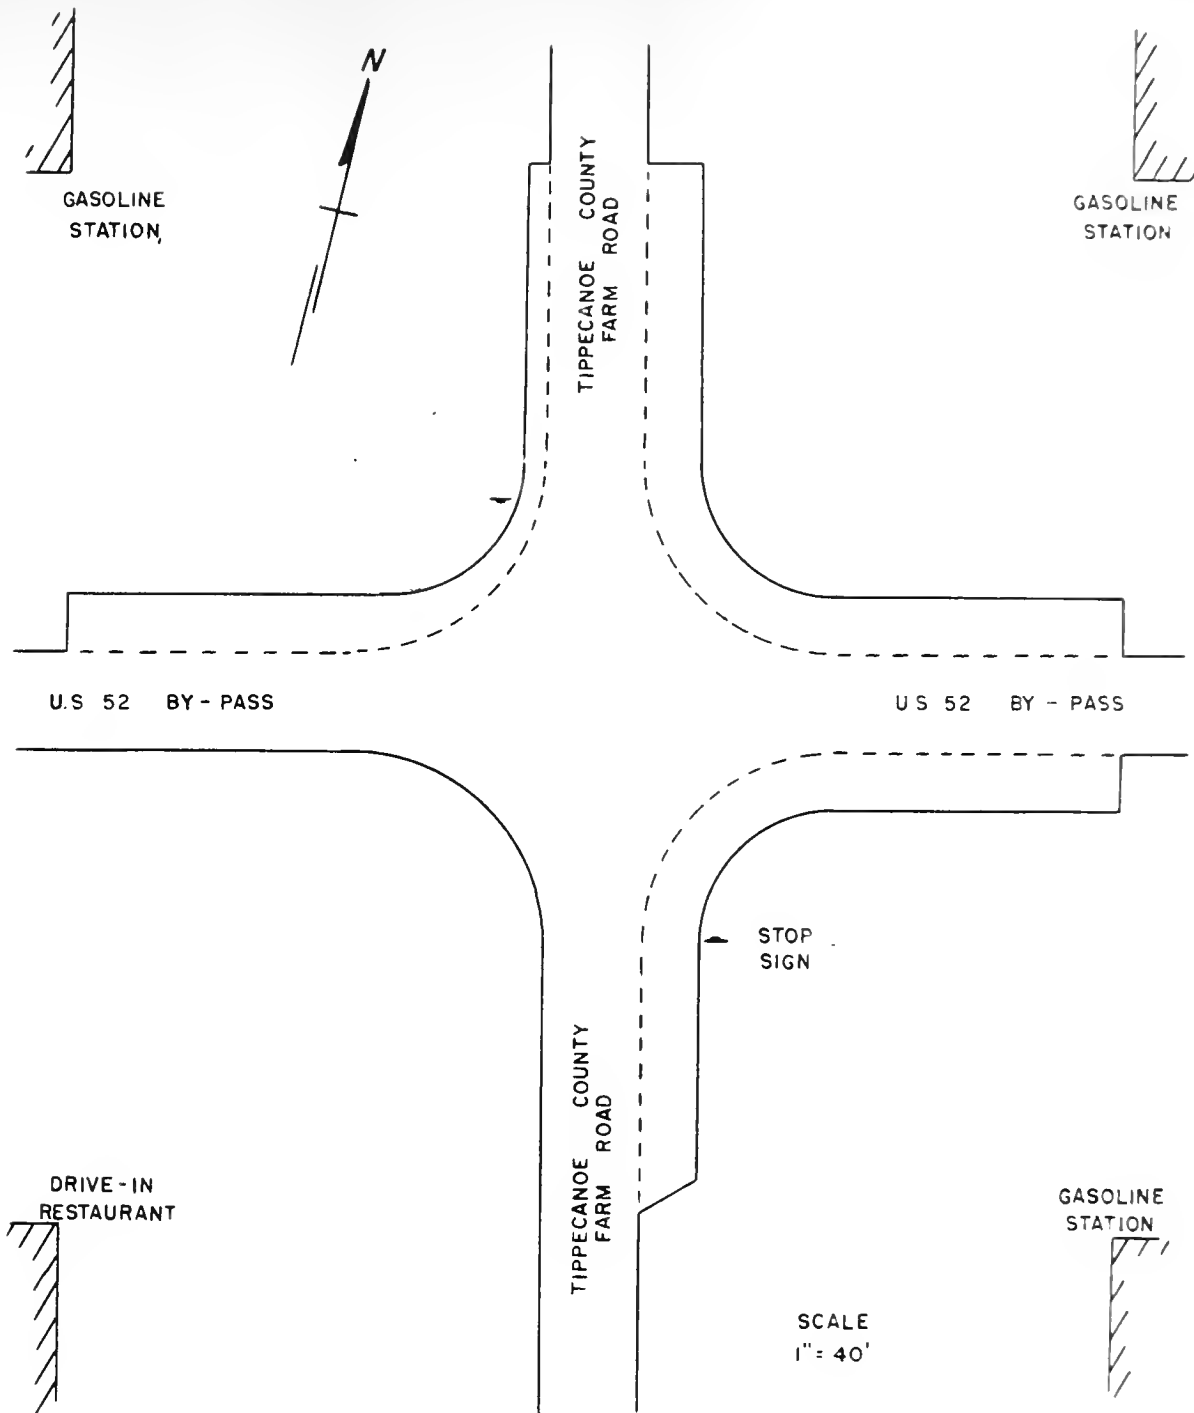 N
GASOLINE
STATION,
GASOLINE
STATION
TIPPECANOE COUNTY
FARM ROAD
U.S 52 BY - PASS
U S 52 BY - PASS
STOP
SIGN
TIPPECANOE COUNTY
FARM ROAD
DRIVE - IN
RESTAURANT
GASOLINE
STATION
SCALE
1" = 40'